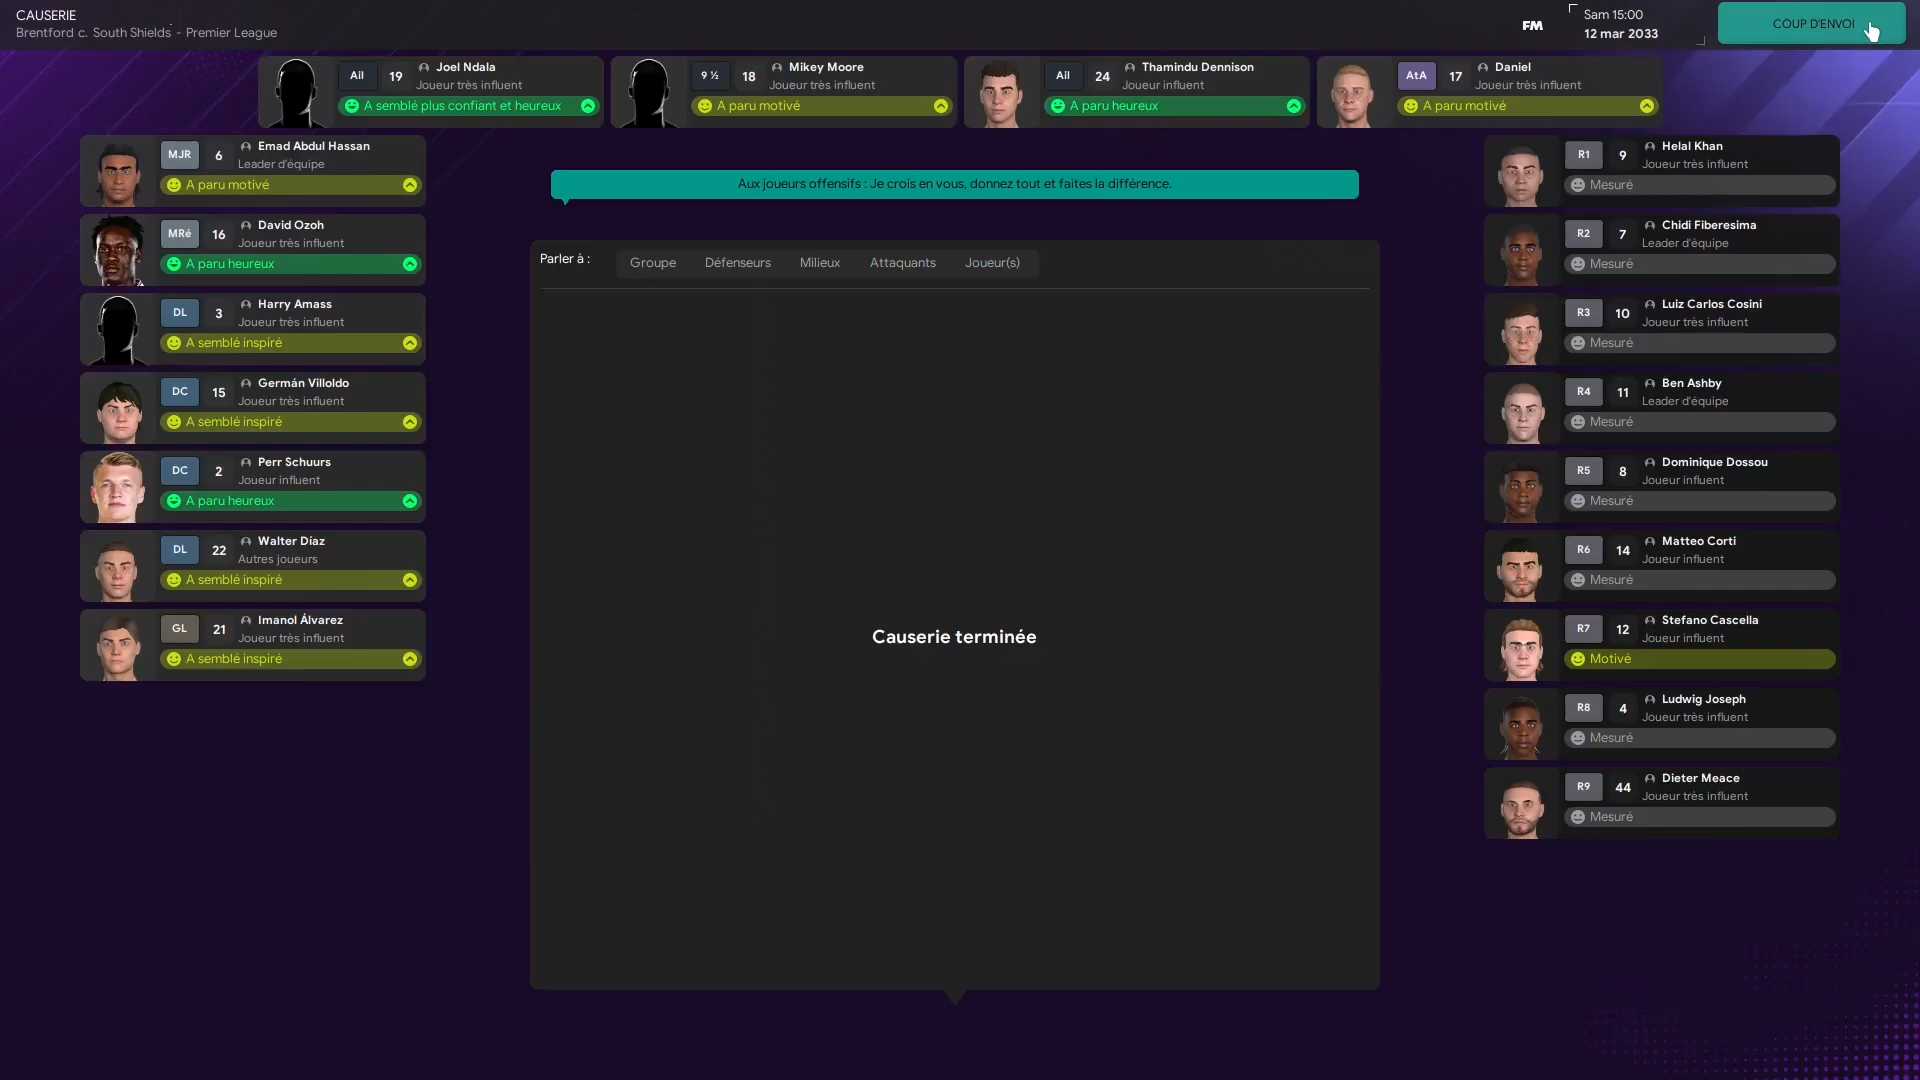 CAUSERIE
Brentford c. South Shields - Premier League
FM
Sam 15:00
12 mar 2033
COUP D'ENVOI
Ail 19 Joel Ndala
Joueur très influent
A semblé plus confiant et heureux
9 ½ 18 Mikey Moore
Joueur très influent
A paru motivé
Ail 24 Thamindu Dennison
Joueur influent
A paru heureux
AtA 17 Daniel
Joueur très influent
A paru motivé
MJR 6 Emad Abdul Hassan
Leader d'équipe
A paru motivé
MRé 16 David Ozoh
Joueur très influent
A paru heureux
DL 3 Harry Amass
Joueur très influent
A semblé inspiré
DC 15 Germán Villoldo
Joueur très influent
A semblé inspiré
DC 2 Perr Schuurs
Joueur influent
A paru heureux
DL 22 Walter Díaz
Autres joueurs
A semblé inspiré
GL 21 Imanol Álvarez
Joueur très influent
A semblé inspiré
Aux joueurs offensifs : Je crois en vous, donnez tout et faites la différence.
Parler à : Groupe Défenseurs Milieux Attaquants Joueur(s)
Causerie terminée
R1 9 Helal Khan
Joueur très influent
Mesuré
R2 7 Chidi Fiberesima
Leader d'équipe
Mesuré
R3 10 Luiz Carlos Cosini
Joueur très influent
Mesuré
R4 11 Ben Ashby
Leader d'équipe
Mesuré
R5 8 Dominique Dossou
Joueur influent
Mesuré
R6 14 Matteo Corti
Joueur influent
Mesuré
R7 12 Stefano Cascella
Joueur influent
Motivé
R8 4 Ludwig Joseph
Joueur très influent
Mesuré
R9 44 Dieter Meace
Joueur très influent
Mesuré